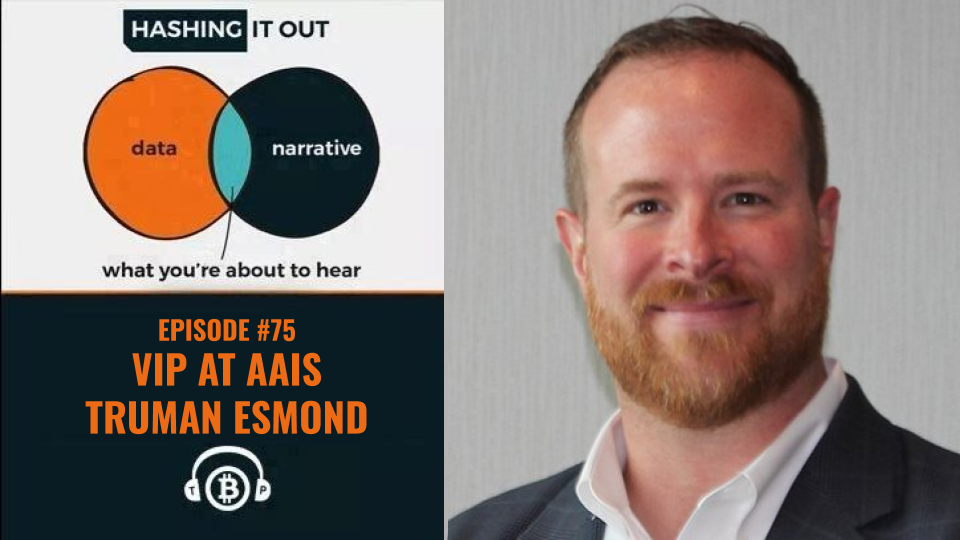 HASHING IT OUT
data
narrative
what you're about to hear
EPISODE #75
VIP AT AAIS
TRUMAN ESMOND
T ₿ P